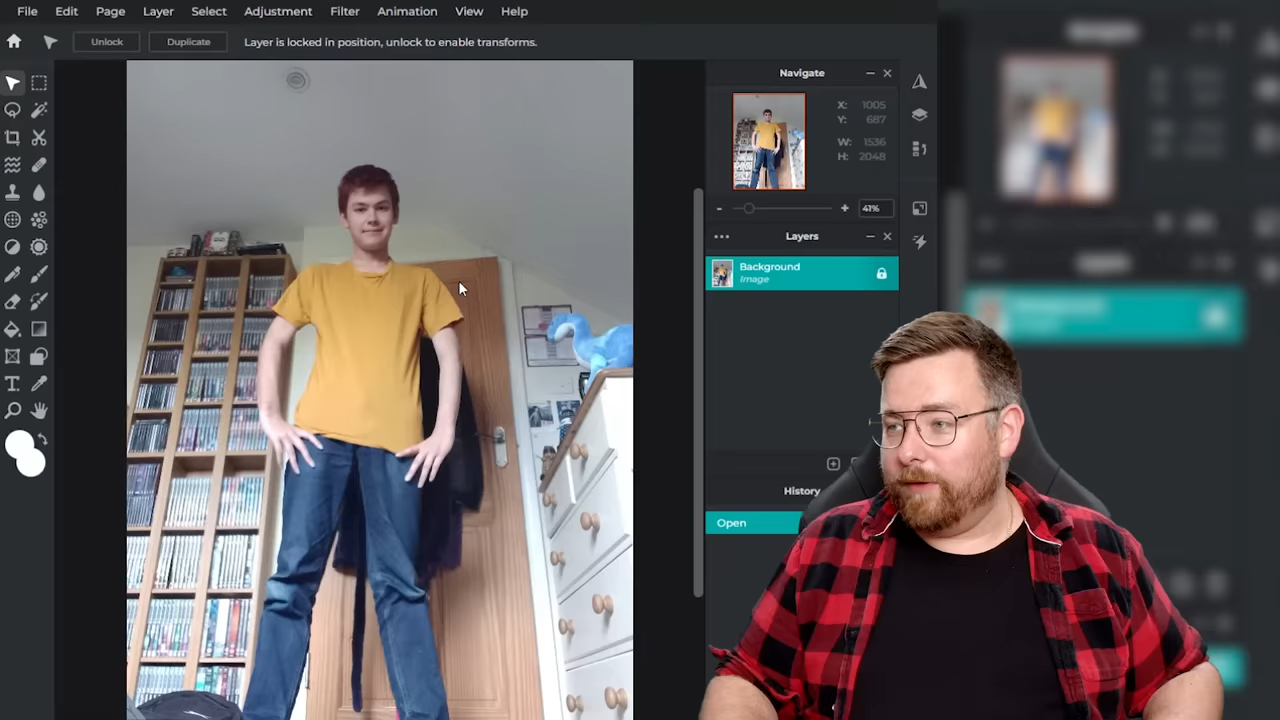 File Edit Page Layer Select Adjustment Filter Animation View Help
Unlock Duplicate Layer is locked in position, unlock to enable transforms.
Navigate
X: 1005
Y: 687
W: 1536
H: 2048
41%
Layers
Background
Image
History
Open